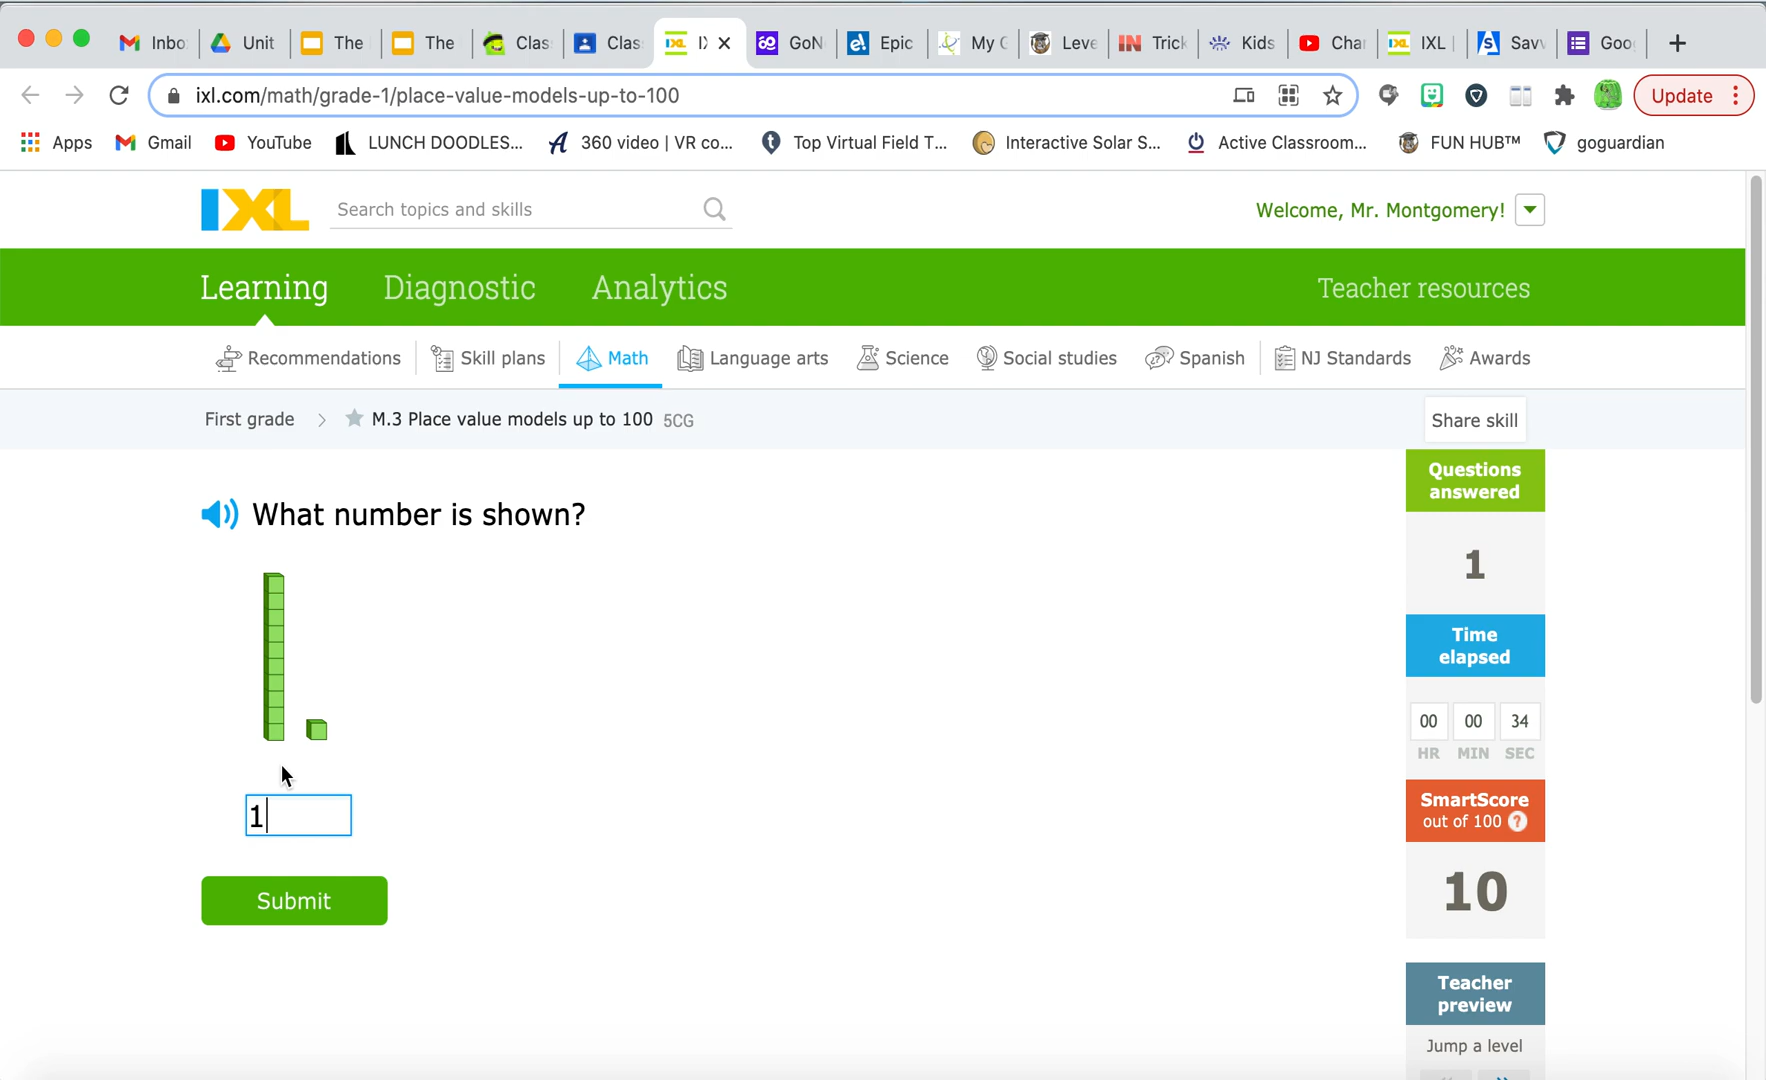 Inbo Unit The The Clas Clas GoN Epic My Leve IN Trick Kids Cha IXL Savv Goo
ixl.com/math/grade-1/place-value-models-up-to-100 Update
Apps Gmail YouTube LUNCH DOODLES... 360 video | VR co... Top Virtual Field T... Interactive Solar S... Active Classroom... FUN HUB™ goguardian
IXL Search topics and skills Welcome, Mr. Montgomery!
Learning Diagnostic Analytics Teacher resources
Recommendations Skill plans Math Language arts Science Social studies Spanish NJ Standards Awards
First grade > M.3 Place value models up to 100 5CG Share skill
Questions
answered
What number is shown?
1
Time
elapsed
00 00 34
HR MIN SEC
1
SmartScore
out of 100 ?
10
Submit
Teacher
preview
Jump a level